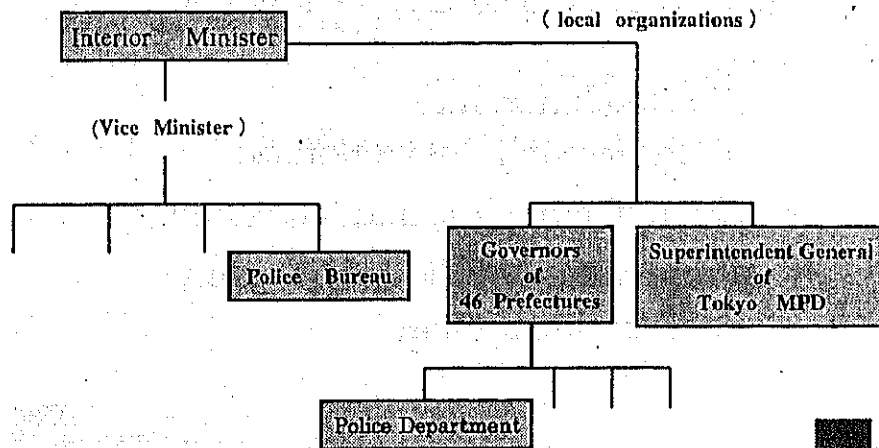 ( local organizations )
Interior Minister
(Vice Minister)
Police Bureau
Governors
of
46 Prefectures
Superintendent General
of
Tokyo MPD
Police Department